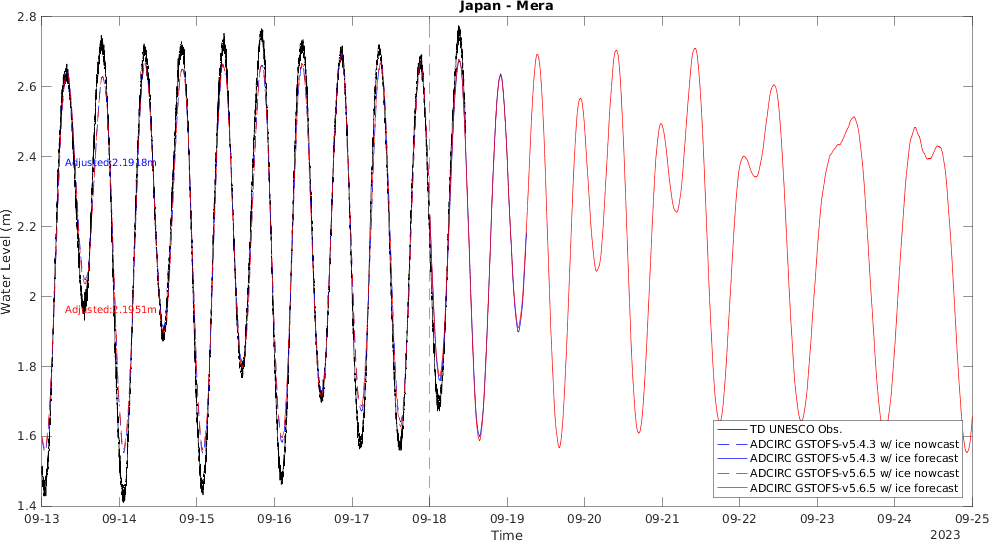 Japan - Mera
2.8
2.6
2.4
2.2
2
1.8
1.6
1.4
Water Level (m)
Adjusted:2.1918m
Adjusted:2.1951m
TD UNESCO Obs.
ADCIRC GSTOFS-v5.4.3 w/ ice nowcast
ADCIRC GSTOFS-v5.4.3 w/ ice forecast
ADCIRC GSTOFS-v5.6.5 w/ ice nowcast
ADCIRC GSTOFS-v5.6.5 w/ ice forecast
09-13 09-14 09-15 09-16 09-17 09-18 09-19 09-20 09-21 09-22 09-23 09-24 09-25
Time
2023